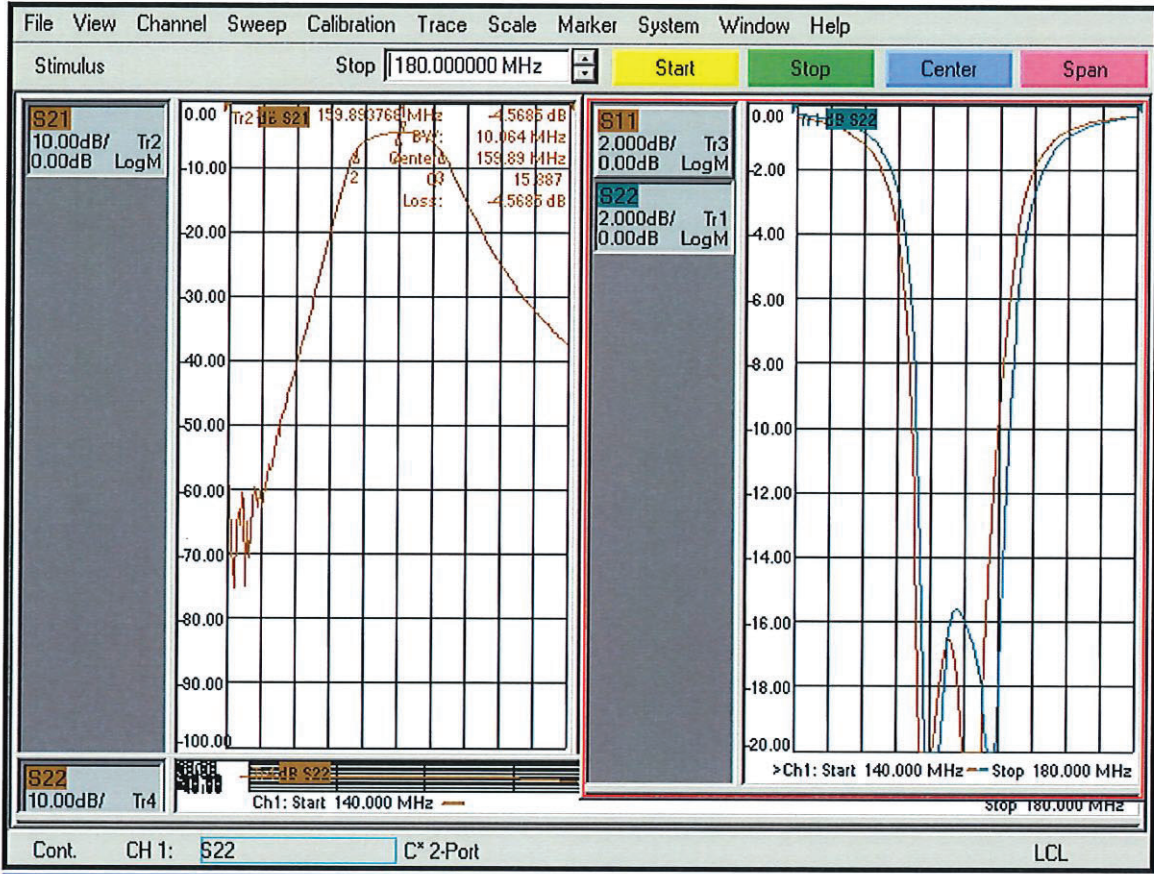 File View Channel Sweep Calibration Trace Scale Marker System Window Help
Stimulus Stop 180.000000 MHz Start Stop Center Span
S21
10.00dB/ Tr2
0.00dB LogM
0.00
-10.00
-20.00
-30.00
-40.00
-50.00
-60.00
-70.00
-80.00
-90.00
-100.00
Tr2 dB S21 159.893768 MHz -4.5685 dB
BW: 10.064 MHz
Center: 159.89 MHz
2 Q3 15.887
Loss: -4.5685 dB
S11
2.000dB/ Tr3
0.00dB LogM
S22
2.000dB/ Tr1
0.00dB LogM
dB S22
0.00
-2.00
-4.00
-6.00
-8.00
-10.00
-12.00
-14.00
-16.00
-18.00
-20.00
>Ch1: Start 140.000 MHz Stop 180.000 MHz
S22
10.00dB/ Tr4
dB S22
Ch1: Start 140.000 MHz
Stop 180.000 MHz
Cont. CH 1: S22 C* 2-Port LCL